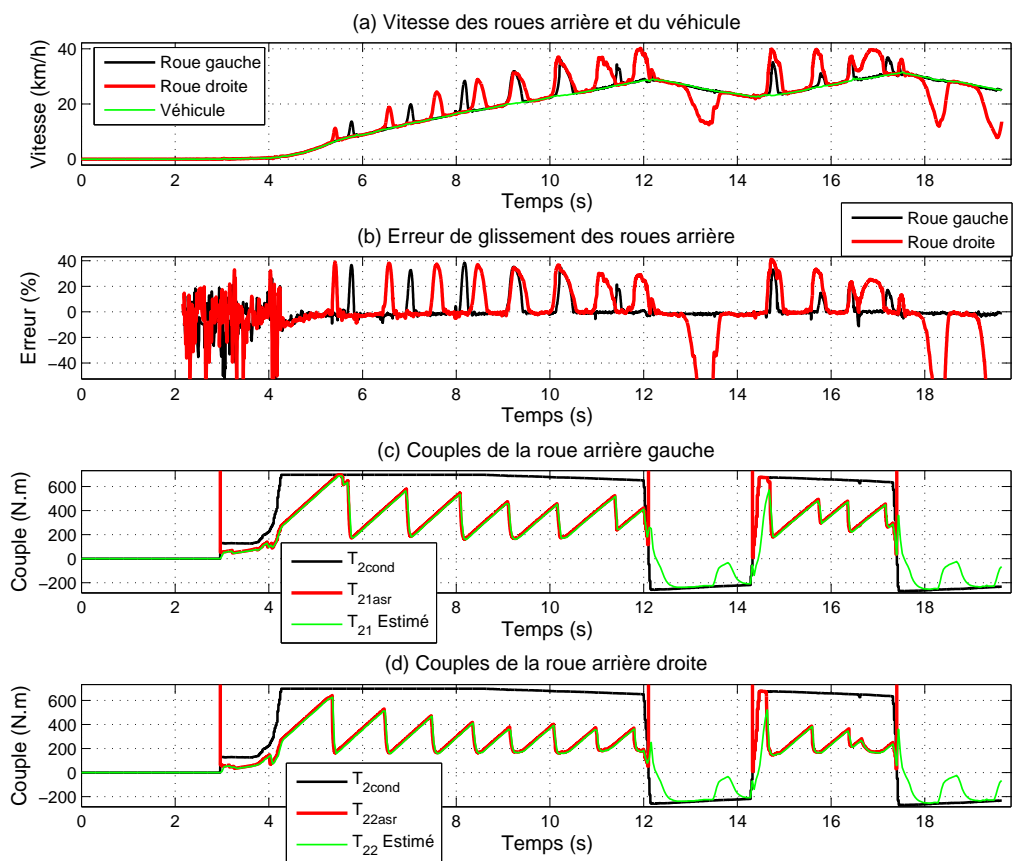 (a) Vitesse des roues arrière et du véhicule
Vitesse (km/h)
40
20
0
Roue gauche
Roue droite
Véhicule
0 2 4 6 8 10 12 14 16 18
Temps (s)
(b) Erreur de glissement des roues arrière
Roue gauche
Roue droite
Erreur (%)
40
20
0
−20
−40
0 2 4 6 8 10 12 14 16 18
Temps (s)
(c) Couples de la roue arrière gauche
Couple (N.m)
600
400
200
0
−200
T2cond
T21asr
T21 Estimé
0 2 4 6 8 10 12 14 16 18
Temps (s)
(d) Couples de la roue arrière droite
Couple (N.m)
600
400
200
0
−200
T2cond
T22asr
T22 Estimé
0 2 4 6 8 10 12 14 16 18
Temps (s)